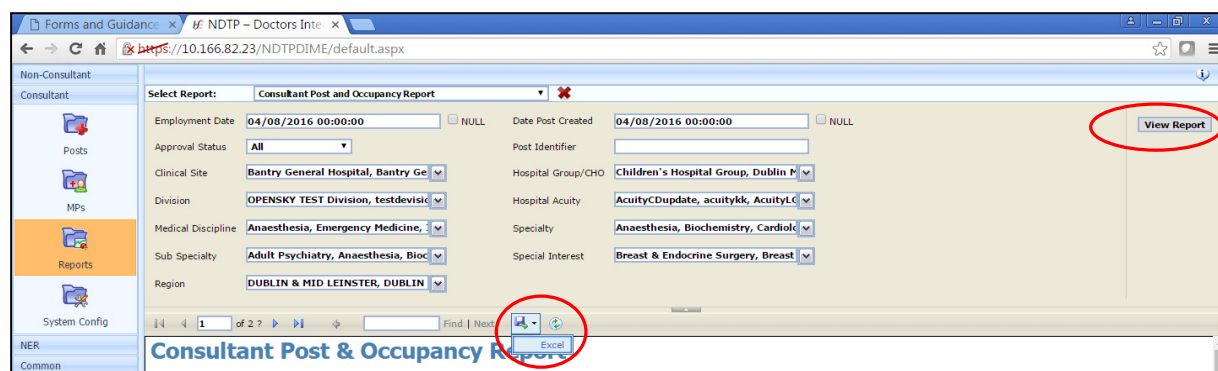 Forms and Guidance × NDTP – Doctors Inte ×
https://10.166.82.23/NDTPDIME/default.aspx
Non-Consultant
Consultant
Select Report: Consultant Post and Occupancy Report
Employment Date 04/08/2016 00:00:00 NULL Date Post Created 04/08/2016 00:00:00 NULL View Report
Posts
Approval Status All Post Identifier
Clinical Site Bantry General Hospital, Bantry Ge Hospital Group/CHO Children's Hospital Group, Dublin M
MPs
Division OPENSKY TEST Division, testdevisic Hospital Acuity AcuityCDupdate, acuitykk, AcuityLC
Medical Discipline Anaesthesia, Emergency Medicine, Specialty Anaesthesia, Biochemistry, Cardiolo
Reports
Sub Specialty Adult Psychiatry, Anaesthesia, Bioc Special Interest Breast & Endocrine Surgery, Breast
Region DUBLIN & MID LEINSTER, DUBLIN
System Config
1 of 2 ? Find | Next
NER
Excel
Consultant Post & Occupancy Report
Common